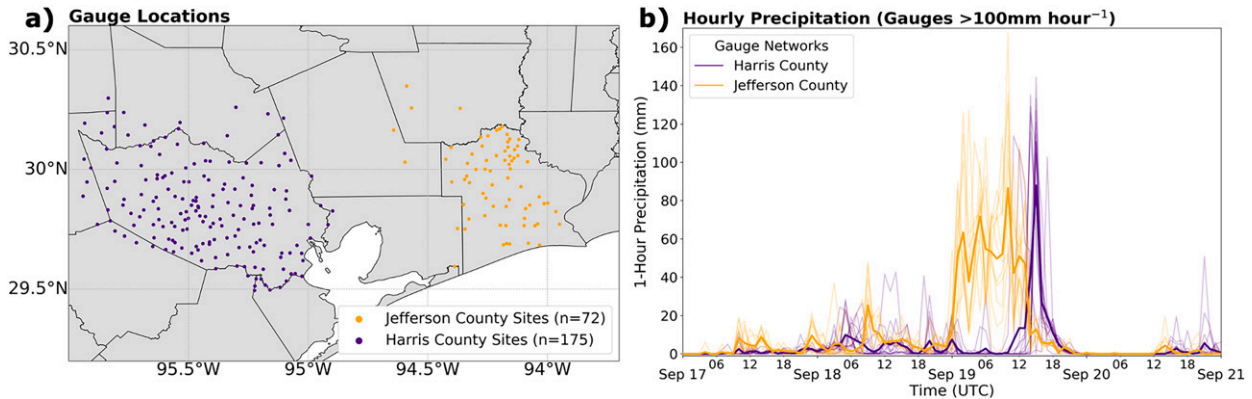 a) Gauge Locations
30.5°N
30°N
29.5°N
95.5°W
95°W
94.5°W
94°W
Jefferson County Sites (n=72)
Harris County Sites (n=175)
b) Hourly Precipitation (Gauges >100mm hour⁻¹)
Gauge Networks
Harris County
Jefferson County
1-Hour Precipitation (mm)
160
140
120
100
80
60
40
20
0
06 12 18 06 12 18 06 12 18 06 12 18
Sep 17 Sep 18 Sep 19 Sep 20 Sep 21
Time (UTC)